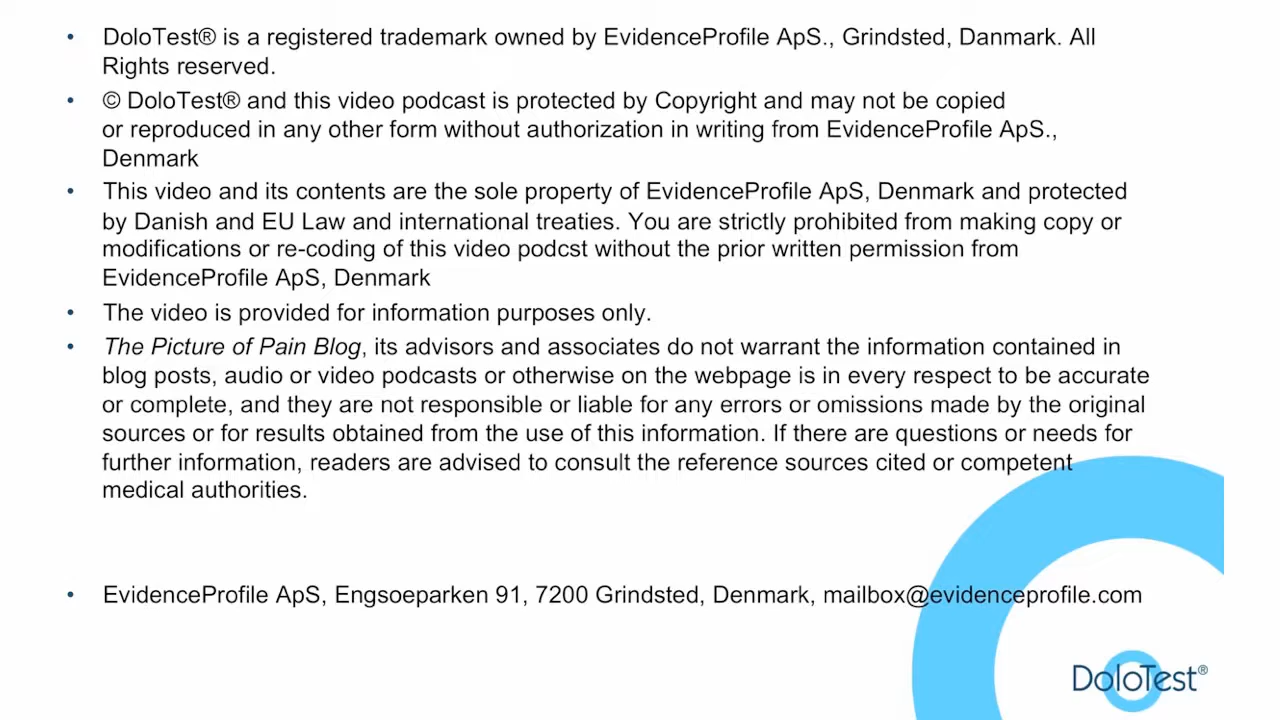 • DoloTest® is a registered trademark owned by EvidenceProfile ApS., Grindsted, Danmark. All
Rights reserved.
• © DoloTest® and this video podcast is protected by Copyright and may not be copied
or reproduced in any other form without authorization in writing from EvidenceProfile ApS.,
Denmark
• This video and its contents are the sole property of EvidenceProfile ApS, Denmark and protected
by Danish and EU Law and international treaties. You are strictly prohibited from making copy or
modifications or re-coding of this video podcst without the prior written permission from
EvidenceProfile ApS, Denmark
• The video is provided for information purposes only.
• The Picture of Pain Blog, its advisors and associates do not warrant the information contained in
blog posts, audio or video podcasts or otherwise on the webpage is in every respect to be accurate
or complete, and they are not responsible or liable for any errors or omissions made by the original
sources or for results obtained from the use of this information. If there are questions or needs for
further information, readers are advised to consult the reference sources cited or competent
medical authorities.
• EvidenceProfile ApS, Engsoeparken 91, 7200 Grindsted, Denmark, mailbox@evidenceprofile.com
DoloTest®